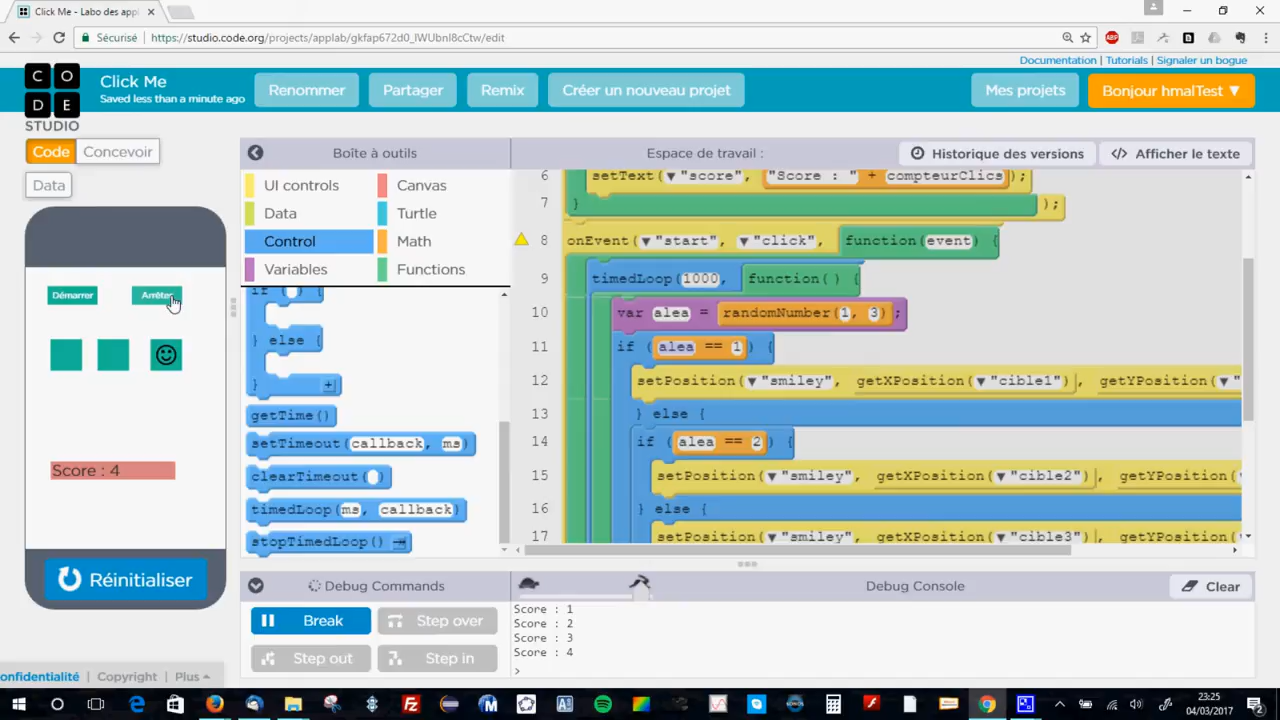 Click Me - Labo des appl
Sécurisé
https://studio.code.org/projects/applab/gkfap672d0_lWUbnI8cCtw/edit
Documentation | Tutorials | Signaler un bogue
C O
D E
STUDIO
Click Me
Saved less than a minute ago
Renommer
Partager
Remix
Créer un nouveau projet
Mes projets
Bonjour hmalTest ▼
Code
Concevoir
Data
Boîte à outils
Espace de travail :
Historique des versions
</> Afficher le texte
UI controls
Canvas
Data
Turtle
Control
Math
Variables
Functions
Démarrer
Arrêter
Score : 4
Réinitialiser
if ( ) {
} else {
}
+
getTime()
setTimeout(callback, ms)
clearTimeout( )
timedLoop(ms, callback)
stopTimedLoop()
6 setText(▼"score", "Score : " + compteurClics);
7 } );
8 onEvent(▼"start", ▼"click", function(event) {
9 timedLoop(1000, function( ) {
10 var alea = randomNumber(1, 3);
11 if (alea == 1) {
12 setPosition(▼"smiley", getXPosition(▼"cible1"), getYPosition(▼"
13 } else {
14 if (alea == 2) {
15 setPosition(▼"smiley", getXPosition(▼"cible2"), getYPosition(▼"
16 } else {
17 setPosition(▼"smiley", getXPosition(▼"cible3"), getYPosition(▼"
Debug Commands
Debug Console
Clear
Break
Step over
Step out
Step in
Score : 1
Score : 2
Score : 3
Score : 4
>
onfidentialité | Copyright | Plus
23:25
04/03/2017